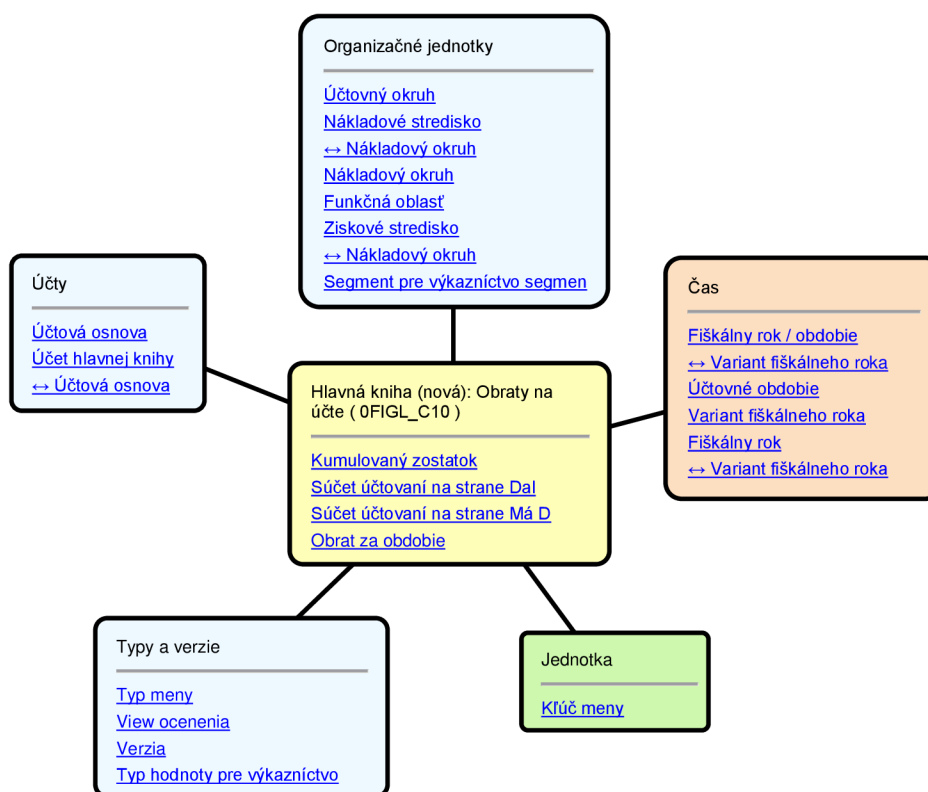 Organizačné jednotky
Účtovný okruh
Nákladové stredisko
↔ Nákladový okruh
Nákladový okruh
Funkčná oblasť
Ziskové stredisko
↔ Nákladový okruh
Segment pre výkazníctvo segmen
Účty
Účtová osnova
Účet hlavnej knihy
↔ Účtová osnova
Čas
Fiškálny rok / obdobie
↔ Variant fiškálneho roka
Účtovné obdobie
Variant fiškálneho roka
Fiškálny rok
↔ Variant fiškálneho roka
Hlavná kniha (nová): Obraty na
účte ( 0FIGL_C10 )
Kumulovaný zostatok
Súčet účtovaní na strane Dal
Súčet účtovaní na strane Má D
Obrat za obdobie
Typy a verzie
Typ meny
View ocenenia
Verzia
Typ hodnoty pre výkazníctvo
Jednotka
Kľúč meny